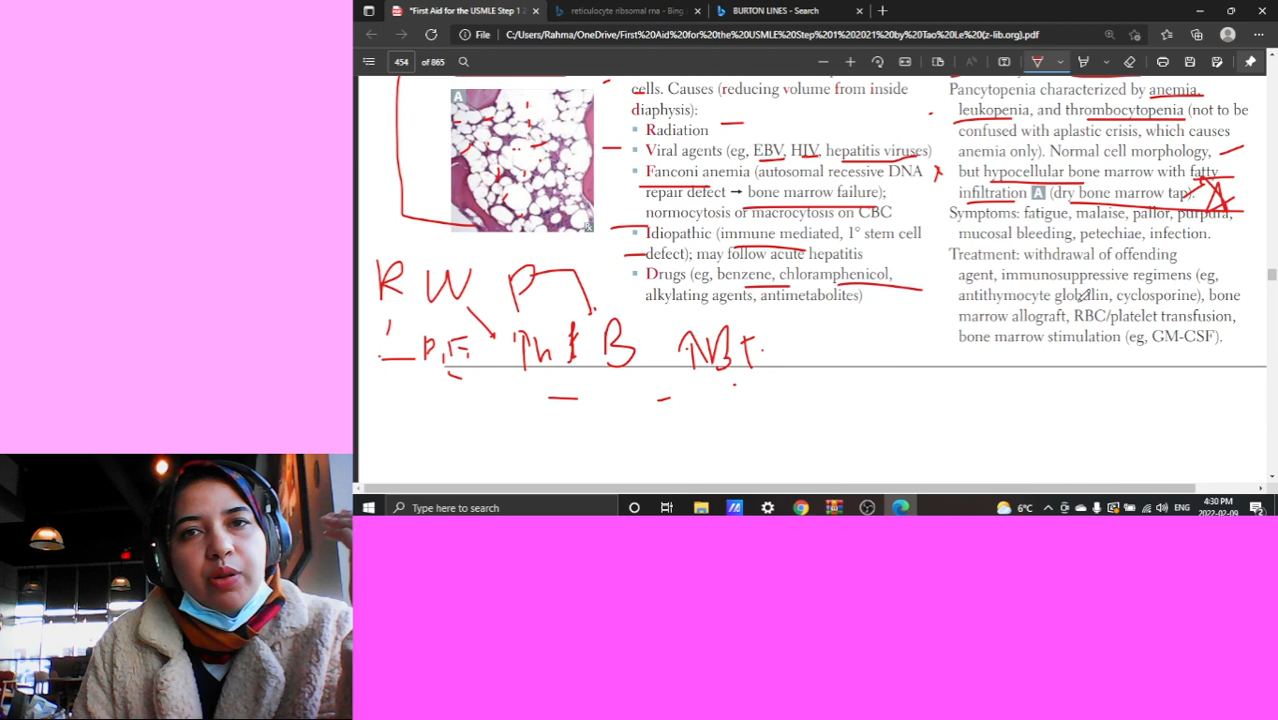 *"First Aid for the USMLE Step 1 2
reticulocyte ribosomal rna - Bing
BURTON LINES - Search
File C:/Users/Rahma/OneDrive/First%20Aid%20for%20the%20USMLE%20Step%201%202021%20by%20Tao%20Le%20(z-lib.org).pdf
454 of 865
A
cells. Causes (reducing volume from inside
diaphysis):
Radiation
Viral agents (eg, EBV, HIV, hepatitis viruses)
Fanconi anemia (autosomal recessive DNA
repair defect → bone marrow failure);
normocytosis or macrocytosis on CBC
Idiopathic (immune mediated, 1° stem cell
defect); may follow acute hepatitis
Drugs (eg, benzene, chloramphenicol,
alkylating agents, antimetabolites)
Pancytopenia characterized by anemia,
leukopenia, and thrombocytopenia (not to be
confused with aplastic crisis, which causes
anemia only). Normal cell morphology,
but hypocellular bone marrow with fatty
infiltration A (dry bone marrow tap).
Symptoms: fatigue, malaise, pallor, purpura,
mucosal bleeding, petechiae, infection.
Treatment: withdrawal of offending
agent, immunosuppressive regimens (eg,
antithymocyte globulin, cyclosporine), bone
marrow allograft, RBC/platelet transfusion,
bone marrow stimulation (eg, GM-CSF).
R W P
B
Type here to search
6°C
ENG
4:30 PM
2022-02-09